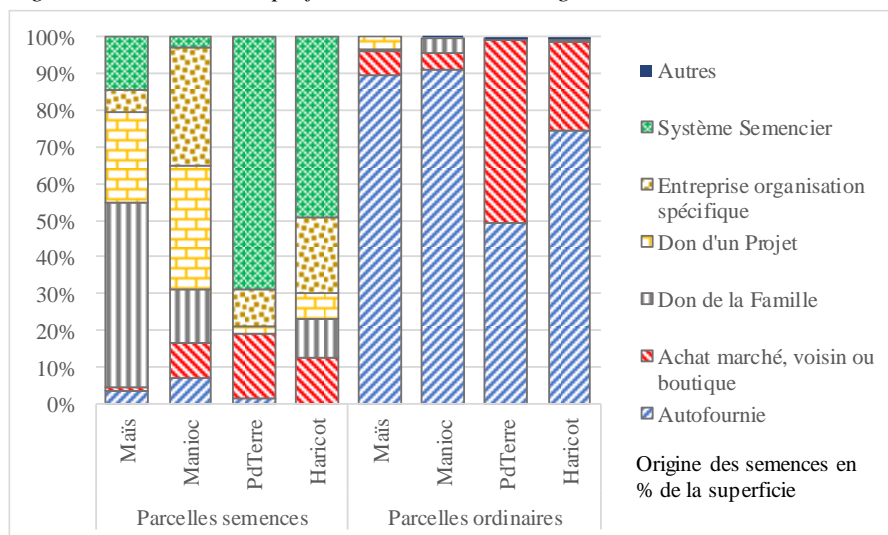 100%
90%
80%
70%
60%
50%
40%
30%
20%
10%
0%
Maïs
Manioc
PdTerre
Haricot
Maïs
Manioc
PdTerre
Haricot
Parcelles semences
Parcelles ordinaires
Autres
Système Semencier
Entreprise organisation
spécifique
Don d'un Projet
Don de la Famille
Achat marché, voisin ou
boutique
Autofournie
Origine des semences en
% de la superficie